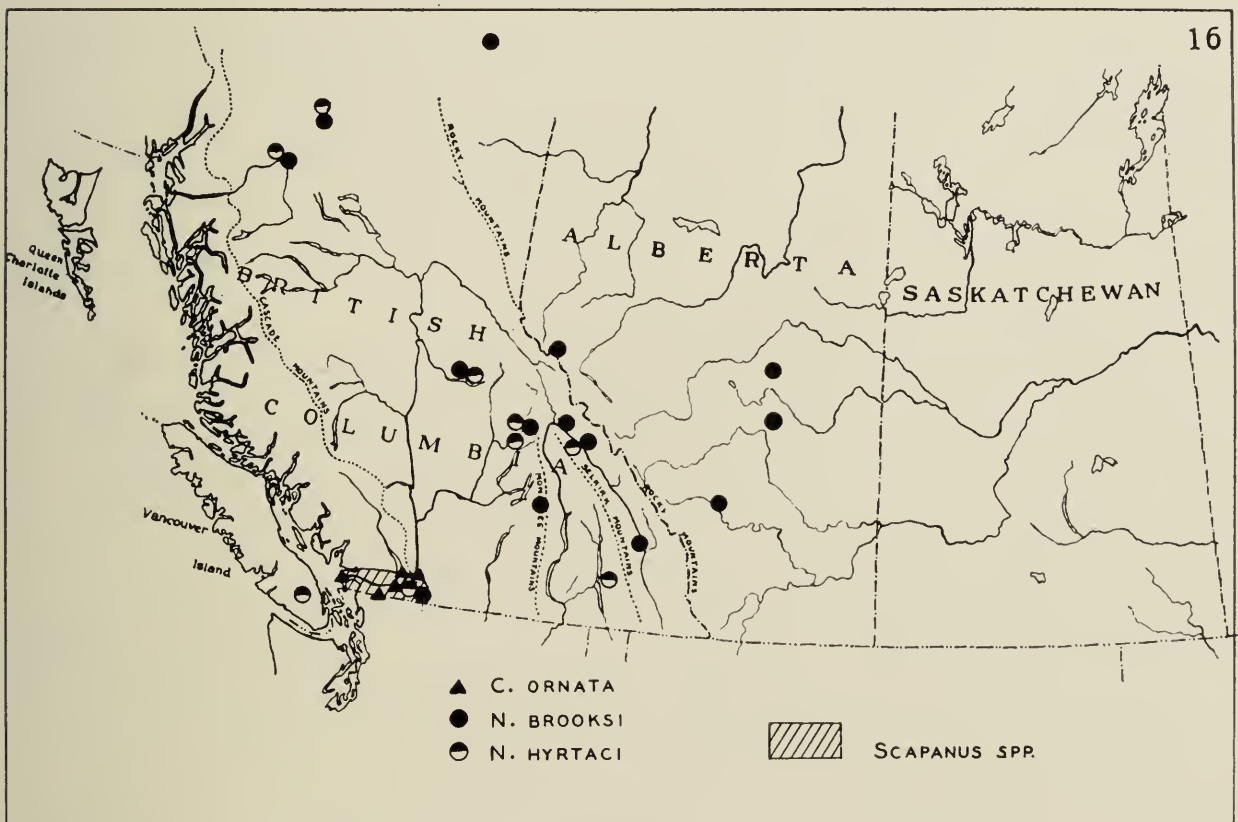 16
ROCKY MOUNTAINS
ALBERTA
SASKATCHEWAN
Queen
Charlotte
Islands
BRITISH
CASCADE MOUNTAINS
COLUMBIA
SELKIRK MOUNTAINS
ROCKY MOUNTAINS
Vancouver
Island
C. ORNATA
N. BROOKSI
N. HYRTACI
SCAPANUS SPP.